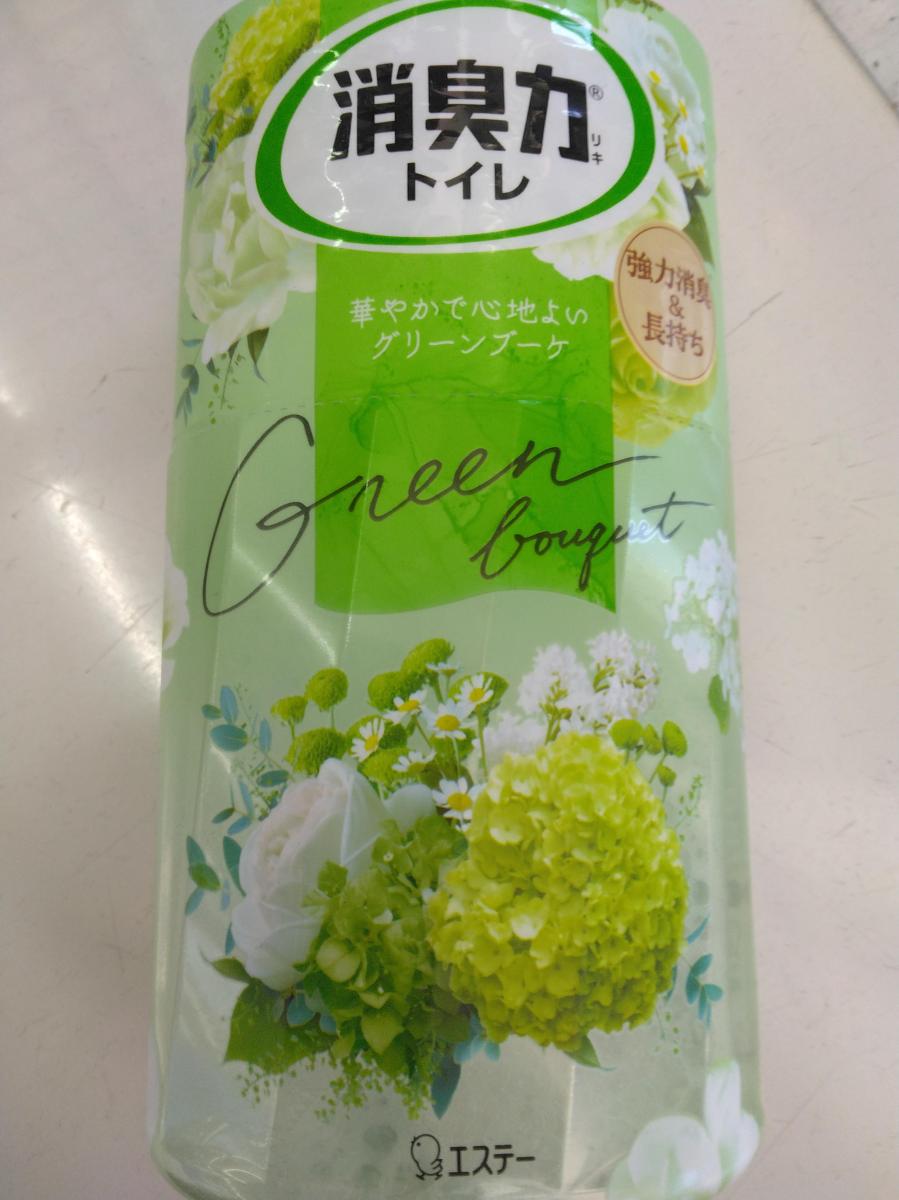 消臭力®
リキ
トイレ
強力消臭
&
長持ち
華やかで心地よい
グリーンブーケ
Green
bouquet
エステー